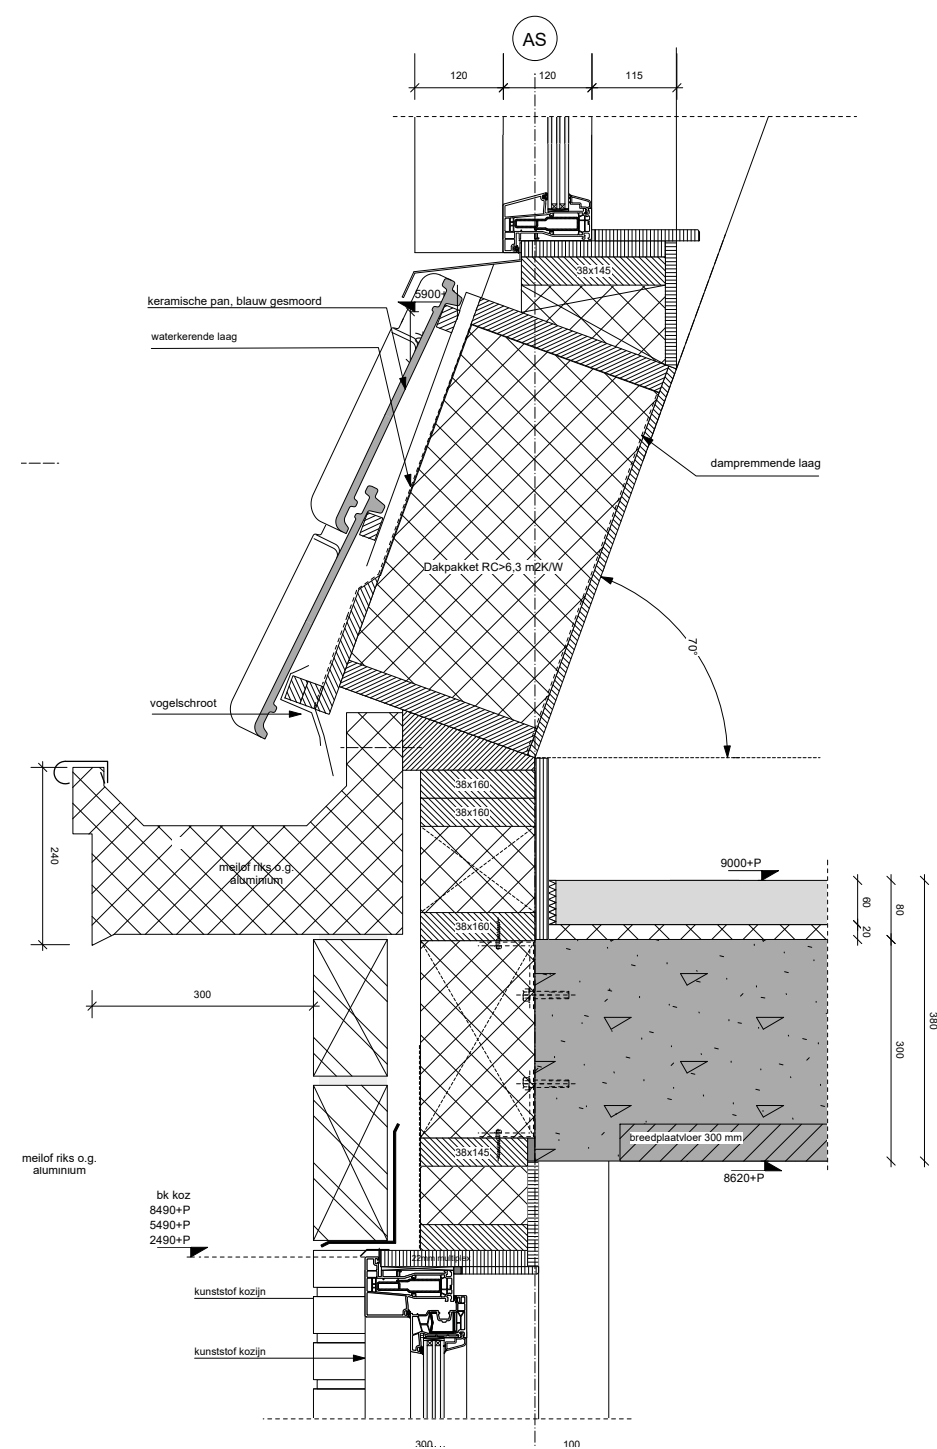 AS
120
120
115
38x145
5900+
keramische pan, blauw gesmoord
waterkerende laag
dampremmende laag
Dakpakket RC>6,3 m2K/W
70°
vogelschroot
38x160
38x160
240
meilof riks o.g.
aluminium
9000+P
60
80
20
38x160
300
380
300
breedplaatvloer 300 mm
38x145
8620+P
meilof riks o.g.
aluminium
bk koz
8490+P
5490+P
2490+P
22mm multiplex
kunststof kozijn
kunststof kozijn
300
100